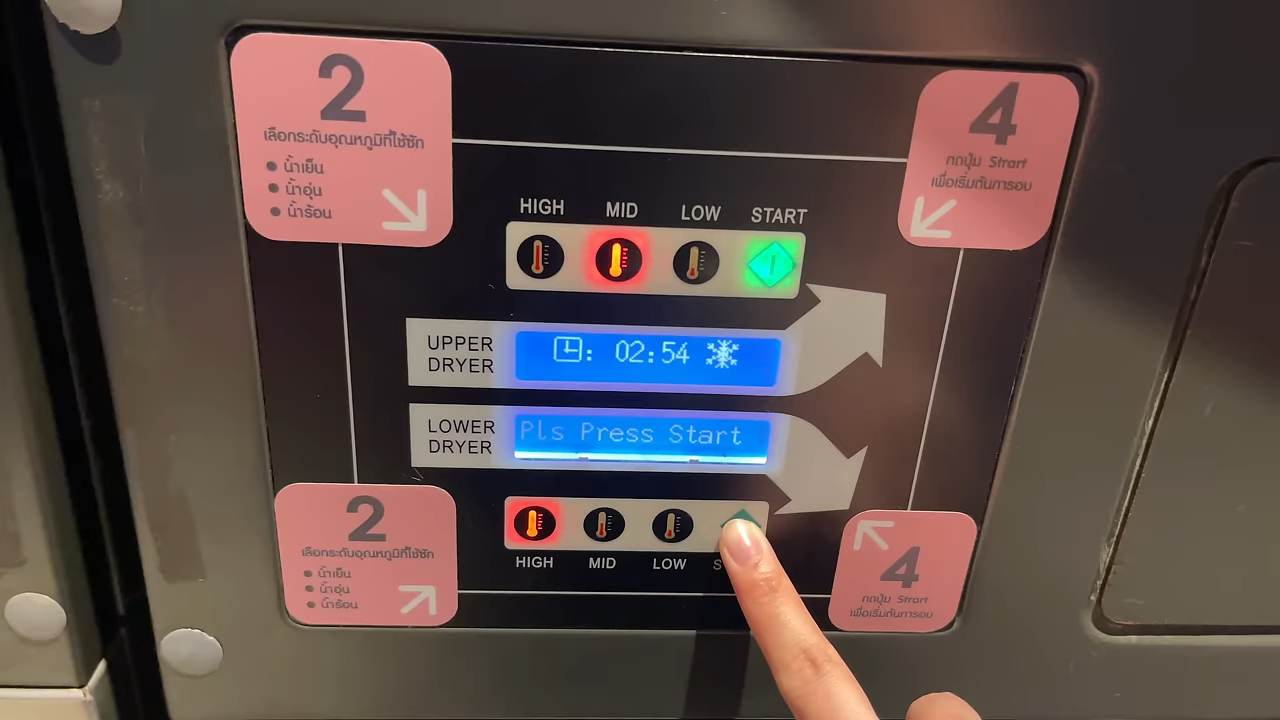 2
เลือกระดับอุณหภูมิที่ใช้ซัก
• น้ำเย็น
• น้ำอุ่น
• น้ำร้อน
4
กดปุ่ม Strart
เพื่อเริ่มต้นการอบ
HIGH MID LOW START
UPPER
DRYER
: 02:54
LOWER
DRYER
Pls Press Start
HIGH MID LOW
2
เลือกระดับอุณหภูมิที่ใช้ซัก
• น้ำเย็น
• น้ำอุ่น
• น้ำร้อน
4
กดปุ่ม Strart
เพื่อเริ่มต้นการอบ